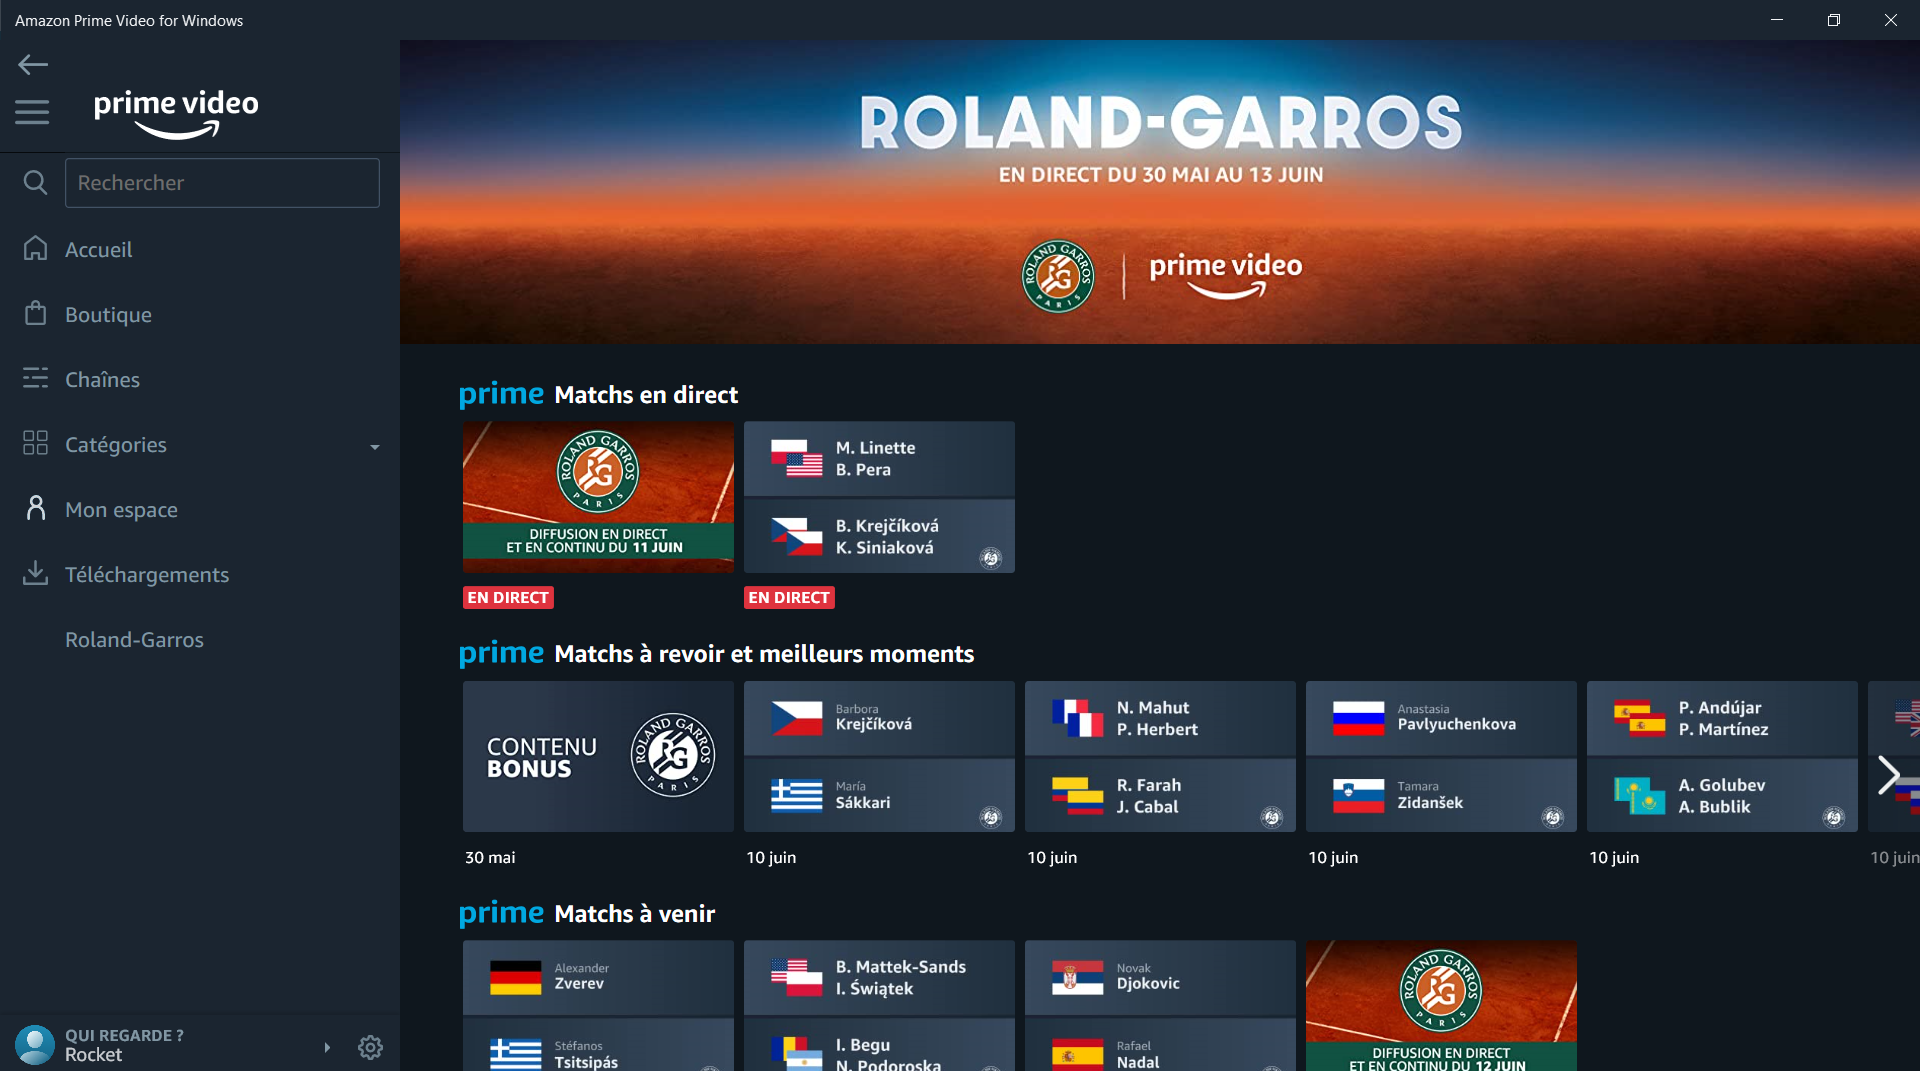 Amazon Prime Video for Windows
prime video
Rechercher
Accueil
Boutique
Chaînes
Catégories
Mon espace
Téléchargements
Roland-Garros
QUI REGARDE ?
Rocket
ROLAND-GARROS
EN DIRECT DU 30 MAI AU 13 JUIN
ROLAND GARROS
PARIS
prime video
prime Matchs en direct
ROLAND GARROS
PARIS
DIFFUSION EN DIRECT
ET EN CONTINU DU 11 JUIN
EN DIRECT
M. Linette
B. Pera
B. Krejčíková
K. Siniaková
EN DIRECT
prime Matchs à revoir et meilleurs moments
CONTENU
BONUS
ROLAND GARROS
PARIS
30 mai
Barbora
Krejčíková
María
Sákkari
10 juin
N. Mahut
P. Herbert
R. Farah
J. Cabal
10 juin
Anastasia
Pavlyuchenkova
Tamara
Zidanšek
10 juin
P. Andújar
P. Martínez
A. Golubev
A. Bublik
10 juin
10 juin
prime Matchs à venir
Alexander
Zverev
Stéfanos
Tsitsipás
B. Mattek-Sands
I. Świątek
I. Begu
N. Podoroska
Novak
Djokovic
Rafael
Nadal
ROLAND GARROS
PARIS
DIFFUSION EN DIRECT
ET EN CONTINU DU 12 JUIN